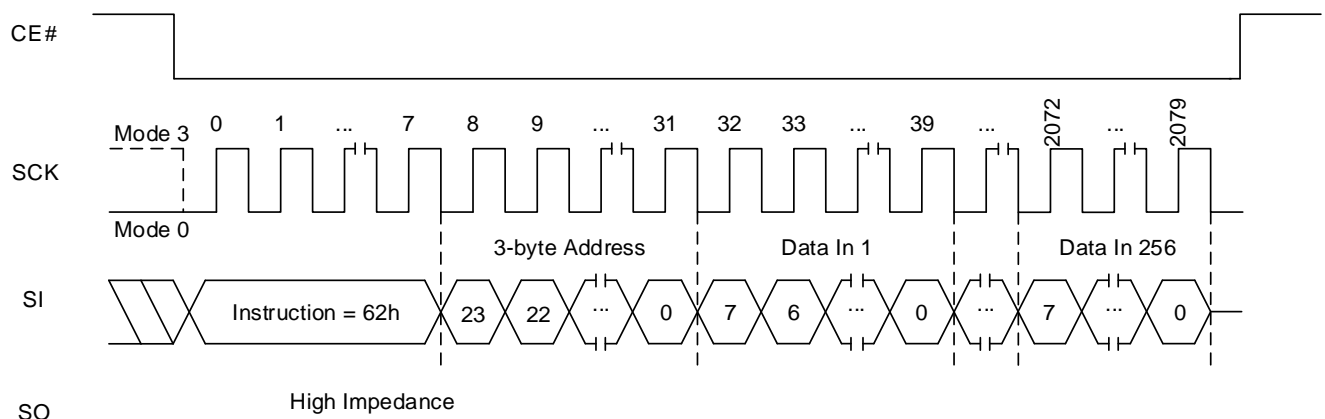 CE#
Mode 3 0 1 ... 7 8 9 ... 31 32 33 ... 39 ... 2072 ... 2079
SCK
Mode 0
3-byte Address Data In 1 Data In 256
SI Instruction = 62h 23 22 ... 0 7 6 ... 0 ... 7 ... 0
High Impedance
SO